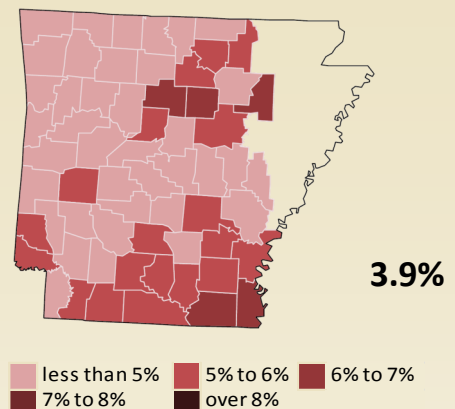 3.9%
less than 5% 5% to 6% 6% to 7%
7% to 8% over 8%